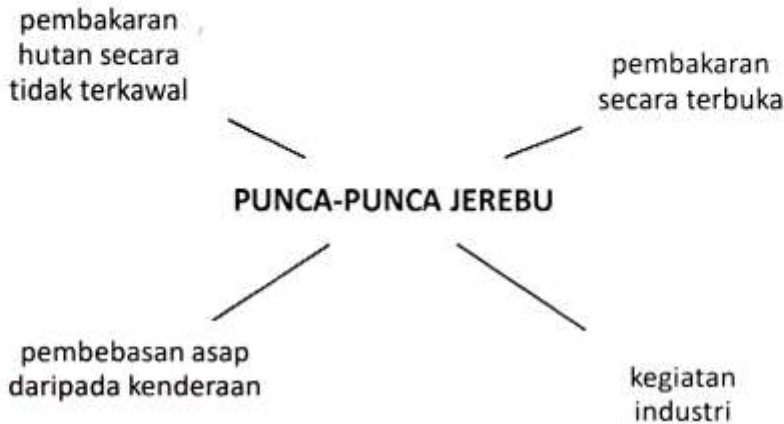 pembakaran
hutan secara
tidak terkawal
pembakaran
secara terbuka
PUNCA-PUNCA JEREBU
pembebasan asap
daripada kenderaan
kegiatan
industri